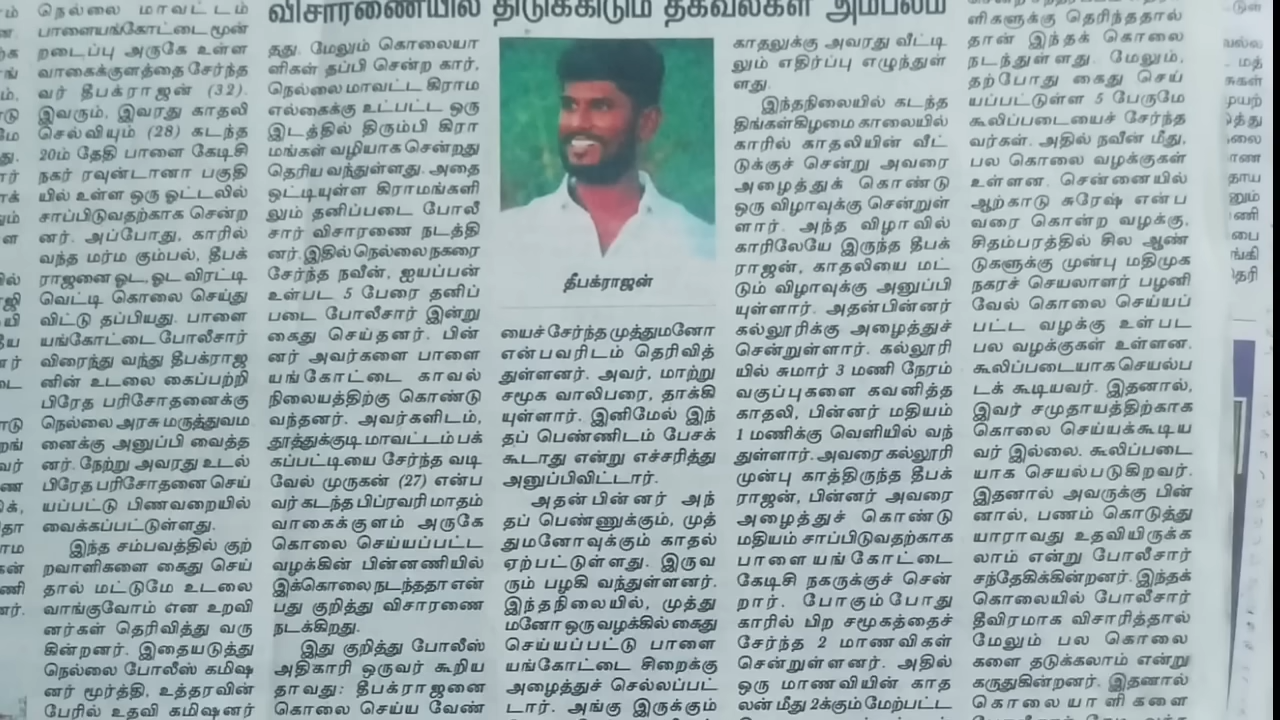 விசாரணையில் திடுக்கிடும் தகவல்கள் அம்பலம்
நெல்லை மாவட்டம்
பாளையங்கோட்டை மூன்
றடைப்பு அருகே உள்ள
வாகைக்குளத்தை சேர்ந்த
வர் தீபக்ராஜன் (32).
இவரும், இவரது காதலி
செல்வியும் (28) கடந்த
20ம் தேதி பாளை கேடிசி
நகர் ரவுன்டானா பகுதி
யில் உள்ள ஒரு ஓட்டலில்
சாப்பிடுவதற்காக சென்ற
னர். அப்போது, காரில்
வந்த மர்ம கும்பல், தீபக்
ராஜனை ஓட, ஓட விரட்டி
வெட்டி கொலை செய்து
விட்டு தப்பியது. பாளை
யங்கோட்டை போலீசார்
விரைந்து வந்து தீபக்ராஜ
னின் உடலை கைப்பற்றி
பிரேத பரிசோதனைக்கு
நெல்லை அரசு மருத்துவம
னைக்கு அனுப்பி வைத்த
னர். நேற்று அவரது உடல்
பிரேத பரிசோதனை செய்
யப்பட்டு பிணவறையில்
வைக்கப்பட்டுள்ளது.
இந்த சம்பவத்தில் குற்
றவாளிகளை கைது செய்
தால் மட்டுமே உடலை
வாங்குவோம் என உறவி
னர்கள் தெரிவித்து வரு
கின்றனர். இதையடுத்து
நெல்லை போலீஸ் கமிஷ
னர் மூர்த்தி, உத்தரவின்
பேரில் உதவி கமிஷனர்
தது. மேலும் கொலையா
ளிகள் தப்பி சென்ற கார்,
நெல்லை மாவட்ட கிராம
எல்கைக்கு உட்பட்ட ஒரு
இடத்தில் திரும்பி கிரா
மங்கள் வழியாக சென்றது
தெரிய வந்துள்ளது. அதை
ஒட்டியுள்ள கிராமங்களி
லும் தனிப்படை போலீ
சார் விசாரணை நடத்தி
னர். இதில் நெல்லை நகரை
சேர்ந்த நவீன், ஐயப்பன்
உள்பட 5 பேரை தனிப்
படை போலீசார் இன்று
கைது செய்தனர். பின்
னர் அவர்களை பாளை
யங்கோட்டை காவல்
நிலையத்திற்கு கொண்டு
வந்தனர். அவர்களிடம்,
தூத்துக்குடி மாவட்டம் பக்
கப்பட்டியை சேர்ந்த வடி
வேல் முருகன் (27) என்ப
வர் கடந்த பிப்ரவரி மாதம்
வாகைக்குளம் அருகே
கொலை செய்யப்பட்ட
வழக்கின் பின்னணியில்
இக்கொலை நடந்ததா என்
பது குறித்து விசாரணை
நடக்கிறது.
இது குறித்து போலீஸ்
அதிகாரி ஒருவர் கூறிய
தாவது: தீபக்ராஜனை
கொலை செய்ய வேண்
தீபக்ராஜன்
யைச் சேர்ந்த முத்துமனோ
என்பவரிடம் தெரிவித்
துள்ளனர். அவர், மாற்று
சமூக வாலிபரை, தாக்கி
யுள்ளார். இனிமேல் இந்
தப் பெண்ணிடம் பேசக்
கூடாது என்று எச்சரித்து
அனுப்பிவிட்டார்.
அதன் பின்னர் அந்
தப் பெண்ணுக்கும், முத்
துமனோவுக்கும் காதல்
ஏற்பட்டுள்ளது. இருவ
ரும் பழகி வந்துள்ளனர்.
இந்தநிலையில், முத்து
மனோ ஒரு வழக்கில் கைது
செய்யப்பட்டு பாளை
யங்கோட்டை சிறைக்கு
அழைத்துச் செல்லப்பட்
டார். அங்கு இருக்கும்
காதலுக்கு அவரது வீட்டி
லும் எதிர்ப்பு எழுந்துள்
ளது.
இந்தநிலையில் கடந்த
திங்கள்கிழமை காலையில்
காரில் காதலியின் வீட்
டுக்குச் சென்று அவரை
அழைத்துக் கொண்டு
ஒரு விழாவுக்கு சென்றுள்
ளார். அந்த விழாவில்
காரிலேயே இருந்த தீபக்
ராஜன், காதலியை மட்
டும் விழாவுக்கு அனுப்பி
யுள்ளார். அதன்பின்னர்
கல்லூரிக்கு அழைத்துச்
சென்றுள்ளார். கல்லூரி
யில் சுமார் 3 மணி நேரம்
வகுப்புகளை கவனித்த
காதலி, பின்னர் மதியம்
1 மணிக்கு வெளியில் வந்
துள்ளார். அவரை கல்லூரி
முன்பு காத்திருந்த தீபக்
ராஜன், பின்னர் அவரை
அழைத்துச் கொண்டு
மதியம் சாப்பிடுவதற்காக
பாளையங்கோட்டை
கேடிசி நகருக்குச் சென்
றார். போகும்போது
காரில் பிற சமூகத்தைச்
சேர்ந்த 2 மாணவிகள்
சென்றுள்ளனர். அதில்
ஒரு மாணவியின் காத
லன் மீது 2க்கும் மேற்பட்ட
ளிகளுக்கு தெரிந்ததால்
தான் இந்தக் கொலை
நடந்துள்ளது. மேலும்,
தற்போது கைது செய்
யப்பட்டுள்ள 5 பேருமே
கூலிப்படையைச் சேர்ந்த
வர்கள். அதில் நவீன் மீது,
பல கொலை வழக்குகள்
உள்ளன. சென்னையில்
ஆற்காடு சுரேஷ் என்ப
வரை கொன்ற வழக்கு,
சிதம்பரத்தில் சில ஆண்
டுகளுக்கு முன்பு மதிமுக
நகரச் செயலாளர் பழனி
வேல் கொலை செய்யப்
பட்ட வழக்கு உள்பட
பல வழக்குகள் உள்ளன.
கூலிப்படையாக செயல்ப
டக் கூடியவர். இதனால்,
இவர் சமுதாயத்திற்காக
கொலை செய்யக்கூடிய
வர் இல்லை. கூலிப்படை
யாக செயல்படுகிறவர்.
இதனால் அவருக்கு பின்
னால், பணம் கொடுத்து
யாராவது உதவியிருக்க
லாம் என்று போலீசார்
சந்தேகிக்கின்றனர். இந்தக்
கொலையில் போலீசார்
தீவிரமாக விசாரித்தால்
மேலும் பல கொலை
களை தடுக்கலாம் என்று
கருதுகின்றனர். இதனால்
கொலையாளிகளை